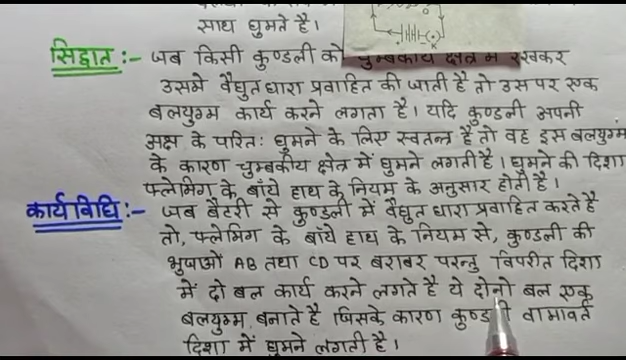 साथ घुमते है।
सिद्धात :- जब किसी कुण्डली को चुम्बकीय क्षेत्र में रखकर
उसमे वैद्युत धारा प्रवाहित की जाती है तो उस पर एक
बलयुग्म कार्य करने लगता है। यदि कुण्डली अपनी
अक्ष के परितः घुमने के लिए स्वतन्त्र है तो वह इस बलयुग्म
के कारण चुम्बकीय क्षेत्र में घुमने लगती है। घुमने की दिशा
फ्लेमिंग के बाँये हाथ के नियम के अनुसार होती है।
कार्यविधि :- जब बैटरी से कुण्डली में वैद्युत धारा प्रवाहित करते है
तो, फ्लेमिंग के बाँये हाथ के नियम से, कुण्डली की
भुजाओं AB तथा CD पर बराबर परन्तु विपरीत दिशा
में दो बल कार्य करने लगते है ये दोनो बल एक
बलयुग्म बनाते है जिसके कारण वामावर्त
दिशा में घुमने लगती है।